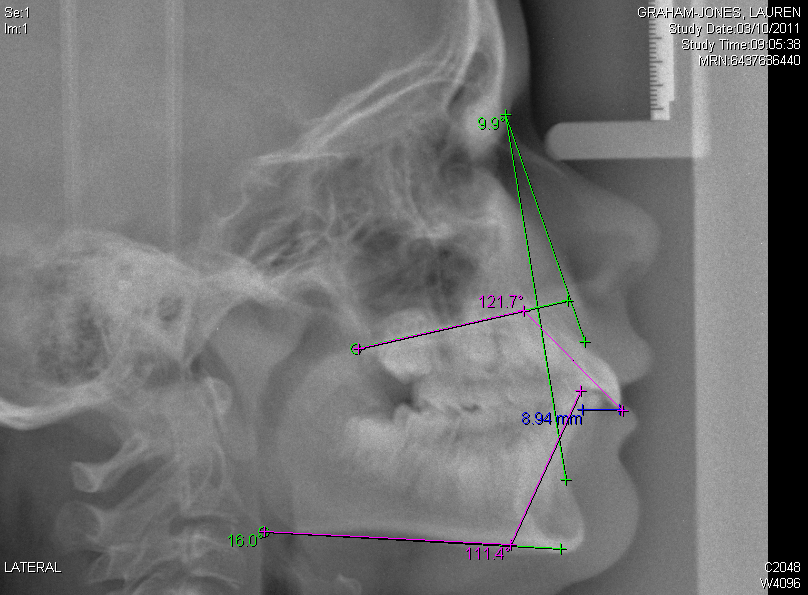 Se:1
Im:1
GRAHAM-JONES, LAUREN
Study Date:03/10/2011
Study Time:09:05:38
MRN:6437636440
9.9°
121.7°
8.94 mm
16.0°
111.4°
LATERAL
C2048
W4096